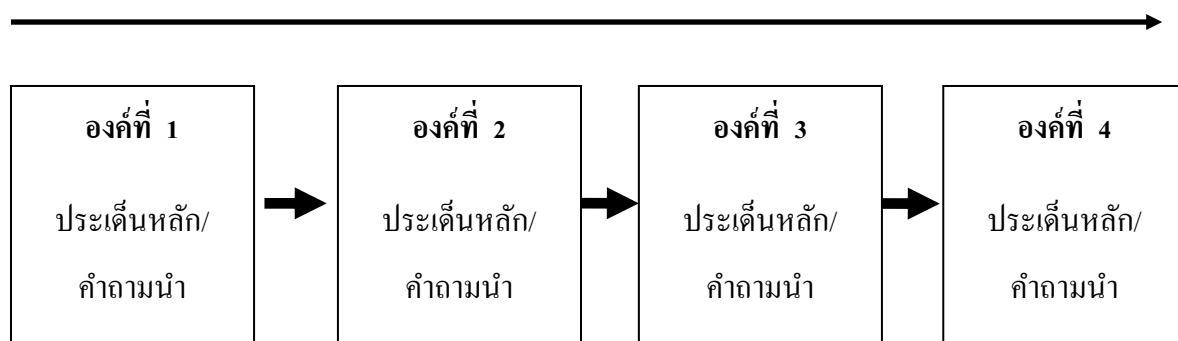 องค์ที่ 1
ประเด็นหลัก/
คำถามนำ
องค์ที่ 2
ประเด็นหลัก/
คำถามนำ
องค์ที่ 3
ประเด็นหลัก/
คำถามนำ
องค์ที่ 4
ประเด็นหลัก/
คำถามนำ